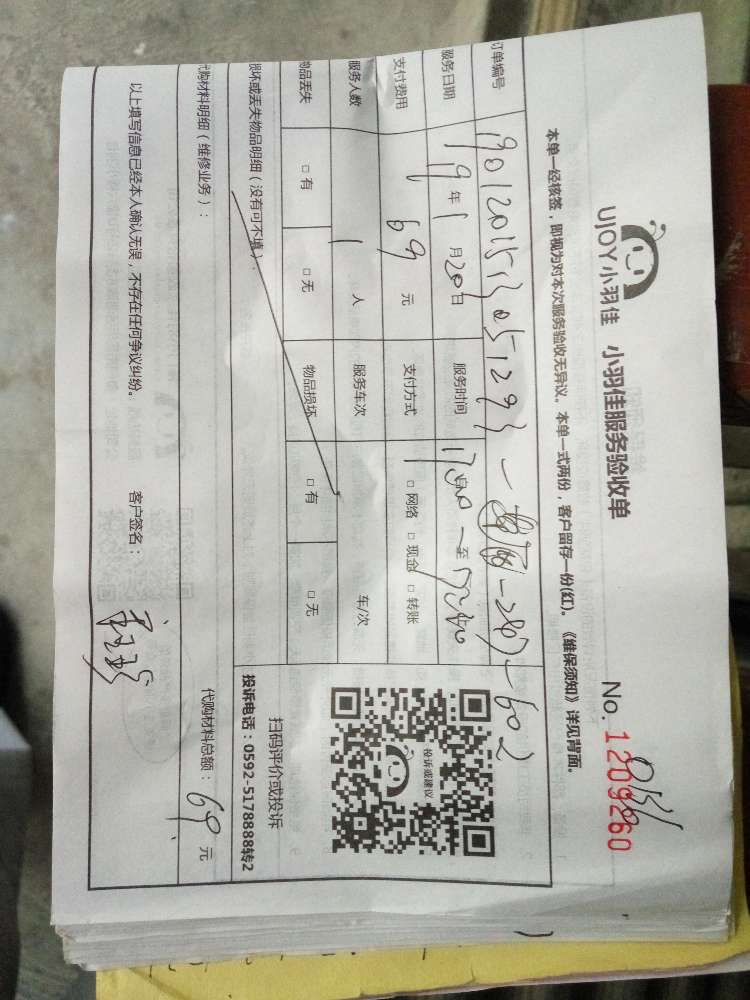 UJOY小羽佳 小羽佳服务验收单 No. 1209260
本单一经核签，即视为对本次服务验收无异议。本单一式两份，客户留存一份(红)。《维保须知》详见背面。
订单编号
服务日期 19年1月20日 服务时间 至
支付费用 69元 支付方式 □ 网络 □ 现金 □ 转账
服务人数 1 人 服务车次 车/次
物品丢失 □ 有 □ 无 物品损坏 □ 有 □ 无
损坏或丢失物品明细（没有可不填）：
投诉或建议
扫码评价或投诉
投诉电话：0592-5178888转2
代购材料明细（维修业务）： 代购材料总额：69元
以上填写信息已经本人确认无误，不存在任何争议纠纷。 客户签名：